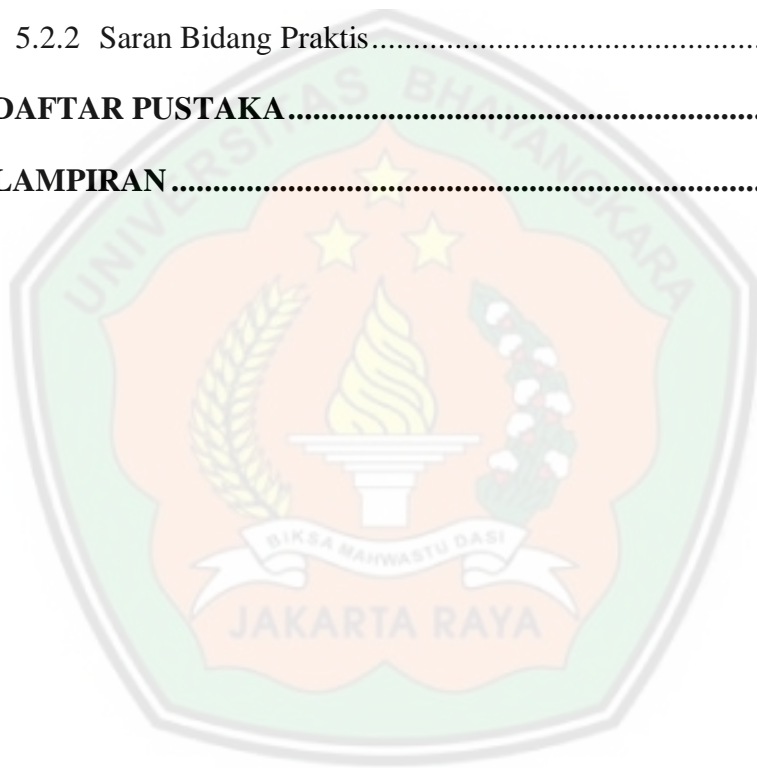 5.2.2 Saran Bidang Praktis........................................................
DAFTAR PUSTAKA..............................................................
LAMPIRAN.............................................................................
UNIVERSITAS BHAYANGKARA
BIKSA MAHWASTU DASI
JAKARTA RAYA